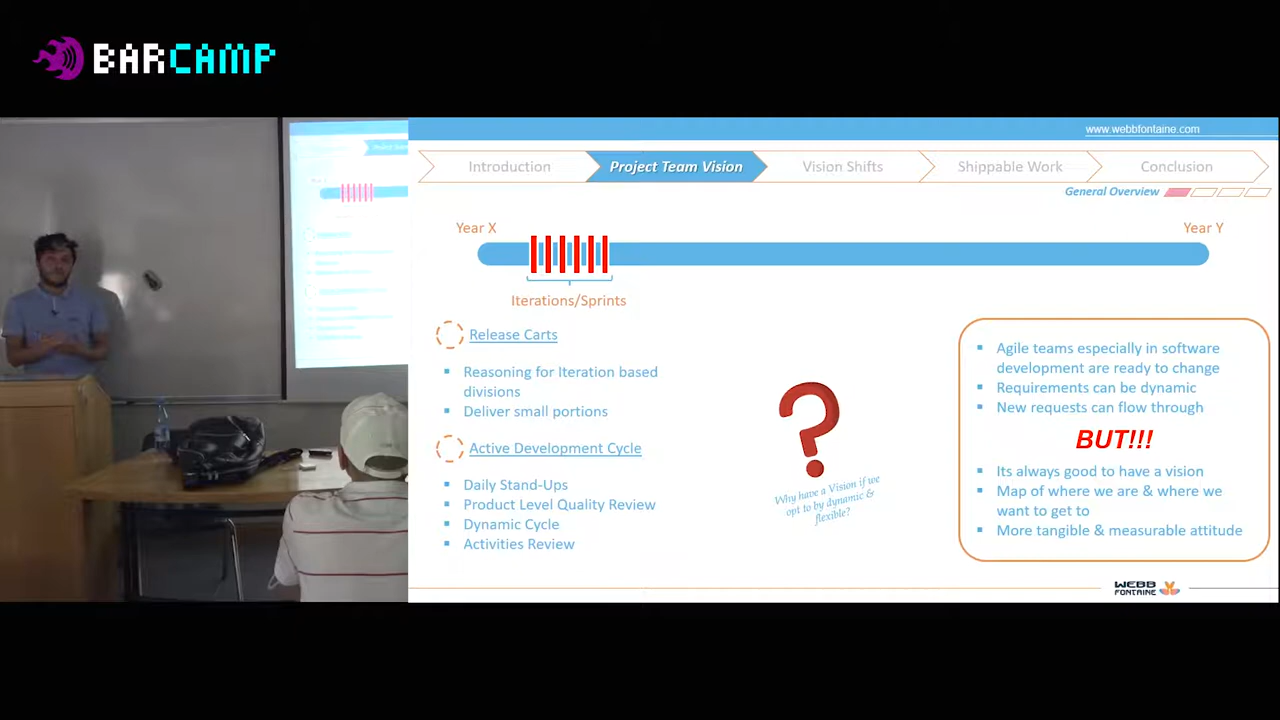 BARCAMP
www.webbfontaine.com
Introduction
Project Team Vision
Vision Shifts
Shippable Work
Conclusion
General Overview
Year X
Year Y
Iterations/Sprints
Release Carts
Reasoning for Iteration based
divisions
Deliver small portions
Active Development Cycle
Daily Stand-Ups
Product Level Quality Review
Dynamic Cycle
Activities Review
?
Why have a Vision if we
opt to by dynamic &
flexible?
Agile teams especially in software
development are ready to change
Requirements can be dynamic
New requests can flow through
BUT!!!
Its always good to have a vision
Map of where we are & where we
want to get to
More tangible & measurable attitude
WEBB
FONTAINE